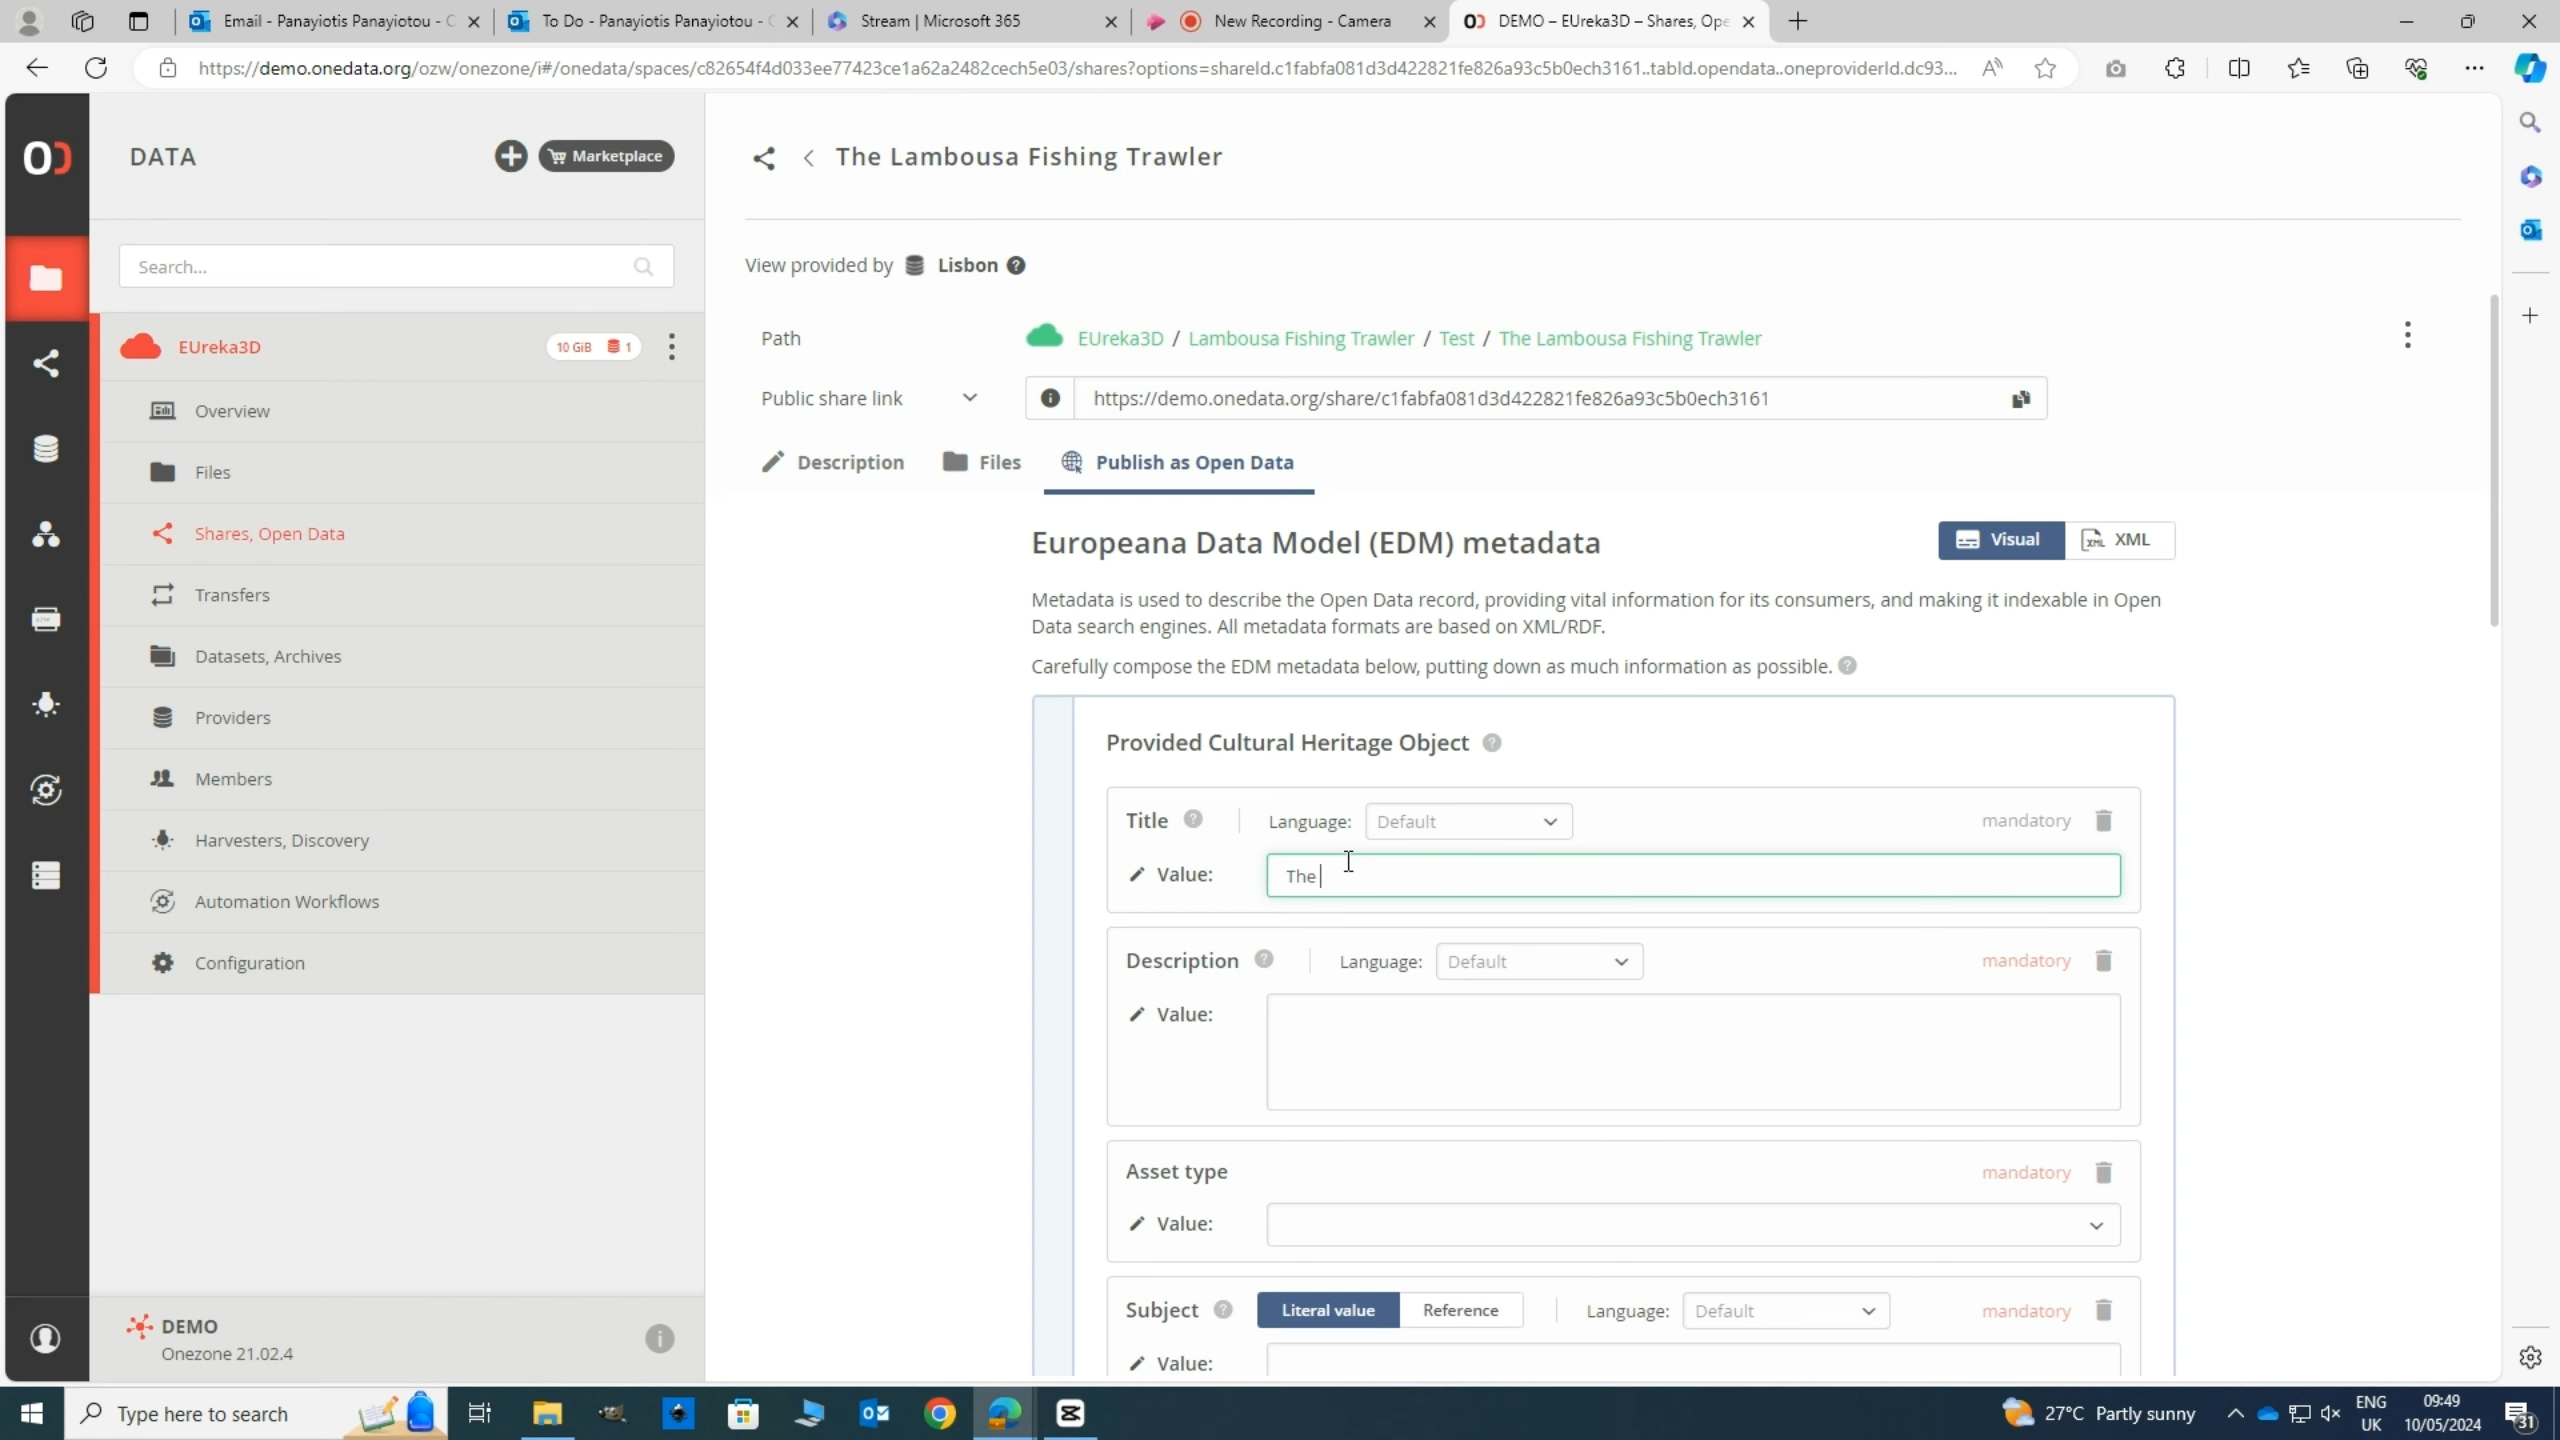 Email - Panayiotis Panayiotou - C
To Do - Panayiotis Panayiotou - C
Stream | Microsoft 365
New Recording - Camera
DEMO – EUreka3D – Shares, Ope
https://demo.onedata.org/ozw/onezone/i#/onedata/spaces/c82654f4d033ee77423ce1a62a2482cech5e03/shares?options=shareId.c1fabfa081d3d422821fe826a93c5b0ech3161..tabId.opendata..oneproviderId.dc93...
DATA
Marketplace
Search...
EUreka3D
10 GiB 1
Overview
Files
Shares, Open Data
Transfers
Datasets, Archives
Providers
Members
Harvesters, Discovery
Automation Workflows
Configuration
DEMO
Onezone 21.02.4
The Lambousa Fishing Trawler
View provided by Lisbon
Path EUreka3D / Lambousa Fishing Trawler / Test / The Lambousa Fishing Trawler
Public share link https://demo.onedata.org/share/c1fabfa081d3d422821fe826a93c5b0ech3161
Description Files Publish as Open Data
Europeana Data Model (EDM) metadata Visual XML
Metadata is used to describe the Open Data record, providing vital information for its consumers, and making it indexable in Open
Data search engines. All metadata formats are based on XML/RDF.
Carefully compose the EDM metadata below, putting down as much information as possible.
Provided Cultural Heritage Object
Title Language: Default mandatory
Value: The
Description Language: Default mandatory
Value:
Asset type mandatory
Value:
Subject Literal value Reference Language: Default mandatory
Value:
Type here to search
27°C Partly sunny
ENG
UK
09:49
10/05/2024
31